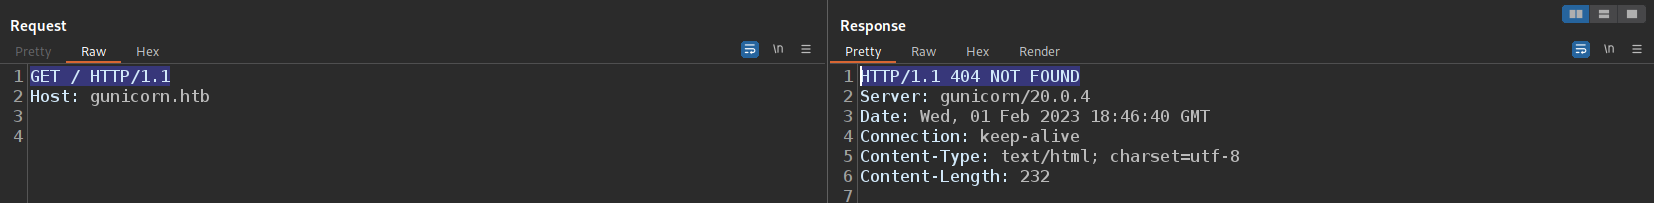 Request
Pretty Raw Hex \n
1 GET / HTTP/1.1
2 Host: gunicorn.htb
3
4
Response
Pretty Raw Hex Render \n
1 HTTP/1.1 404 NOT FOUND
2 Server: gunicorn/20.0.4
3 Date: Wed, 01 Feb 2023 18:46:40 GMT
4 Connection: keep-alive
5 Content-Type: text/html; charset=utf-8
6 Content-Length: 232
7